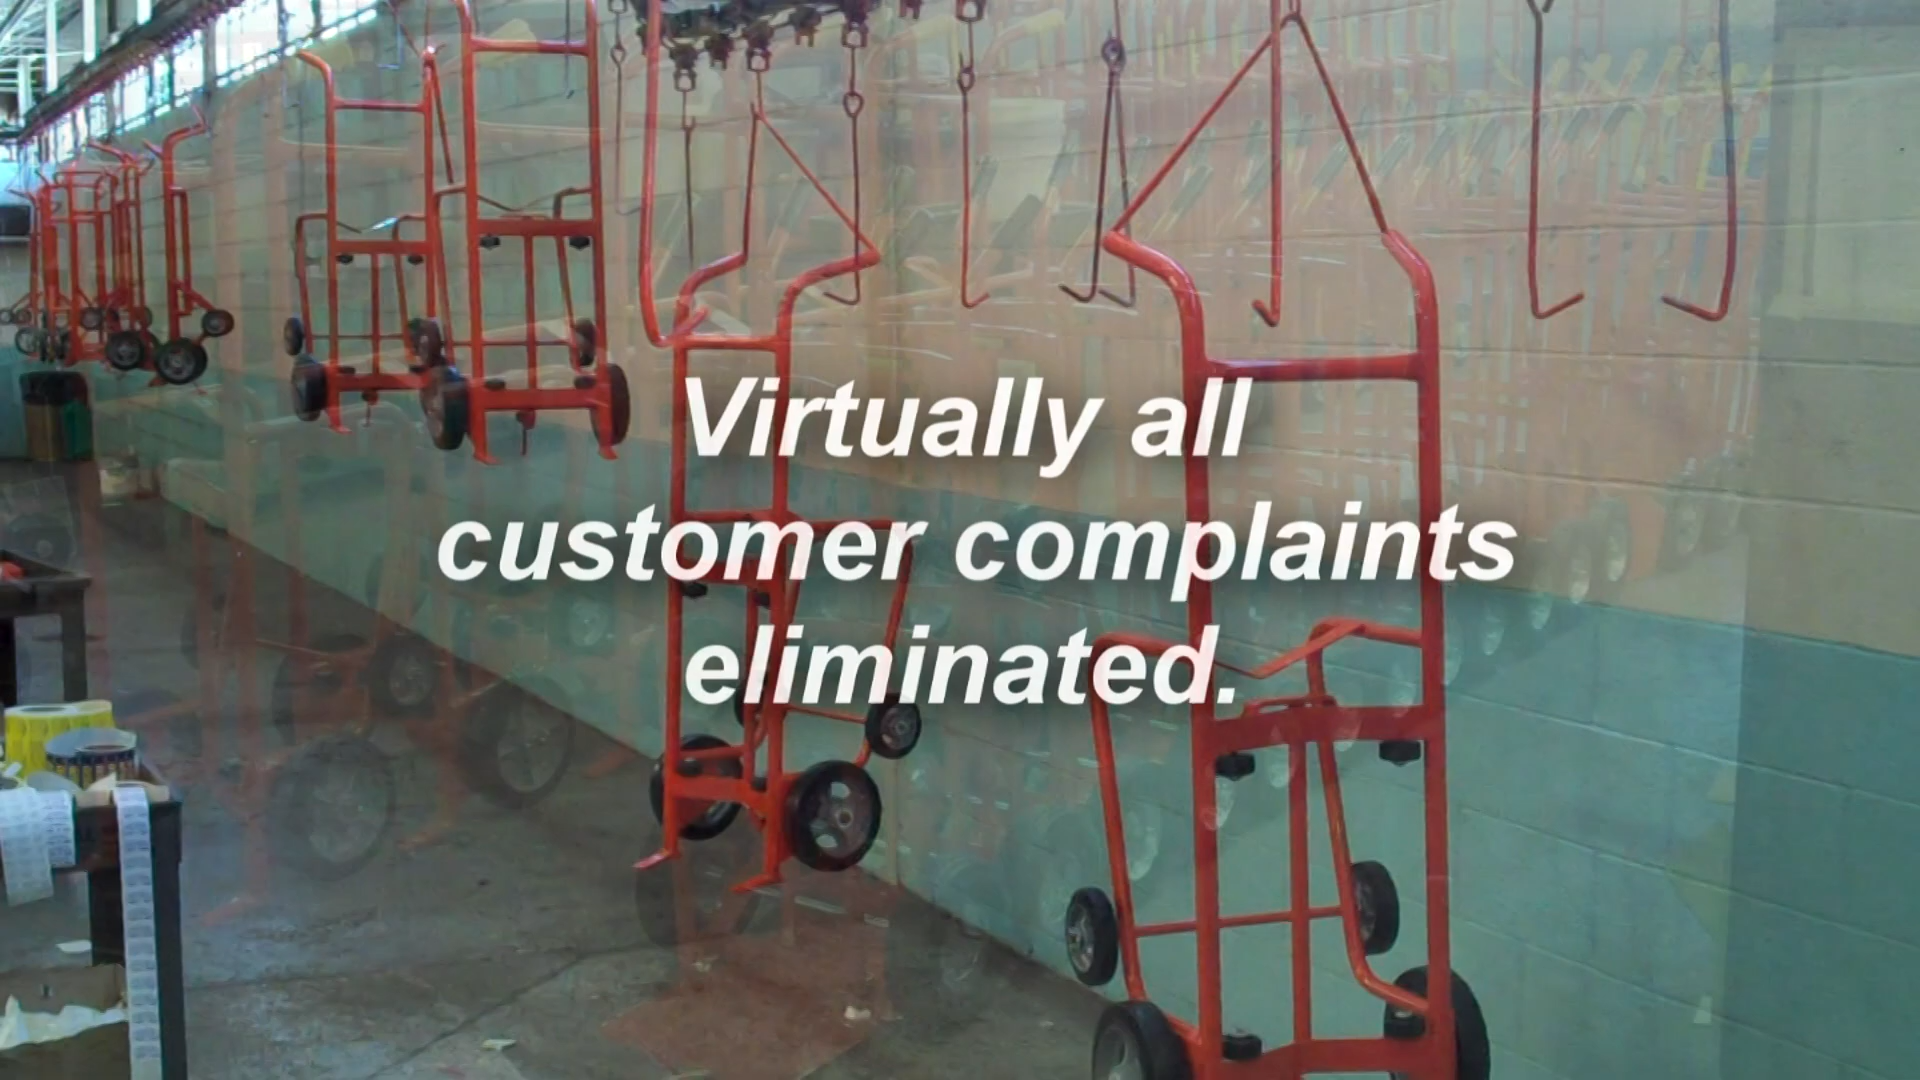 Virtually all
customer complaints
eliminated.